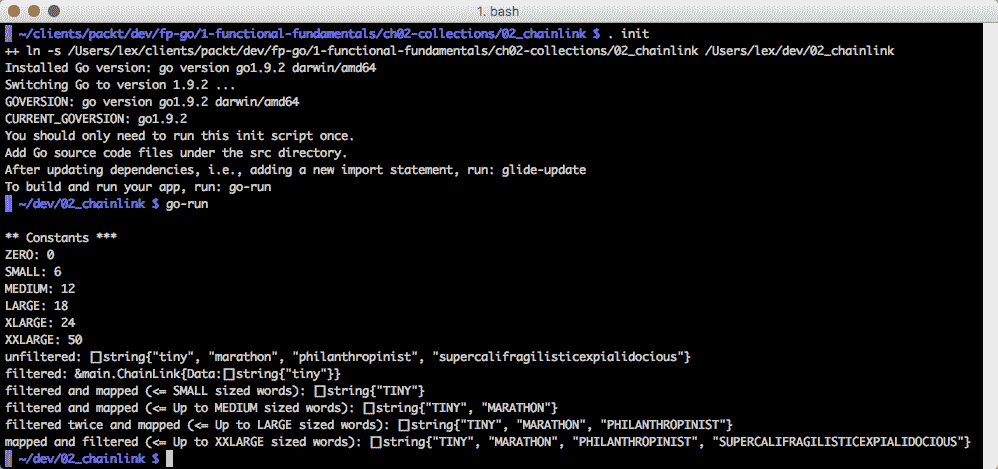 1. bash
~/clients/packt/dev/fp-go/1-functional-fundamentals/ch02-collections/02_chainlink $ . init
++ ln -s /Users/lex/clients/packt/dev/fp-go/1-functional-fundamentals/ch02-collections/02_chainlink /Users/lex/dev/02_chainlink
Installed Go version: go version go1.9.2 darwin/amd64
Switching Go to version 1.9.2 ...
GOVERSION: go version go1.9.2 darwin/amd64
CURRENT_GOVERSION: go1.9.2
You should only need to run this init script once.
Add Go source code files under the src directory.
After updating dependencies, i.e., adding a new import statement, run: glide-update
To build and run your app, run: go-run
~/dev/02_chainlink $ go-run
** Constants ***
ZERO: 0
SMALL: 6
MEDIUM: 12
LARGE: 18
XLARGE: 24
XXLARGE: 50
unfiltered: []string{"tiny", "marathon", "philanthropinist", "supercalifragilisticexpialidocious"}
filtered: &main.ChainLink{Data:[]string{"tiny"}}
filtered and mapped (<= SMALL sized words): []string{"TINY"}
filtered and mapped (<= Up to MEDIUM sized words): []string{"TINY", "MARATHON"}
filtered twice and mapped (<= Up to LARGE sized words): []string{"TINY", "MARATHON", "PHILANTHROPINIST"}
mapped and filtered (<= Up to XXLARGE sized words): []string{"TINY", "MARATHON", "PHILANTHROPINIST", "SUPERCALIFRAGILISTICEXPIALIDOCIOUS"}
~/dev/02_chainlink $